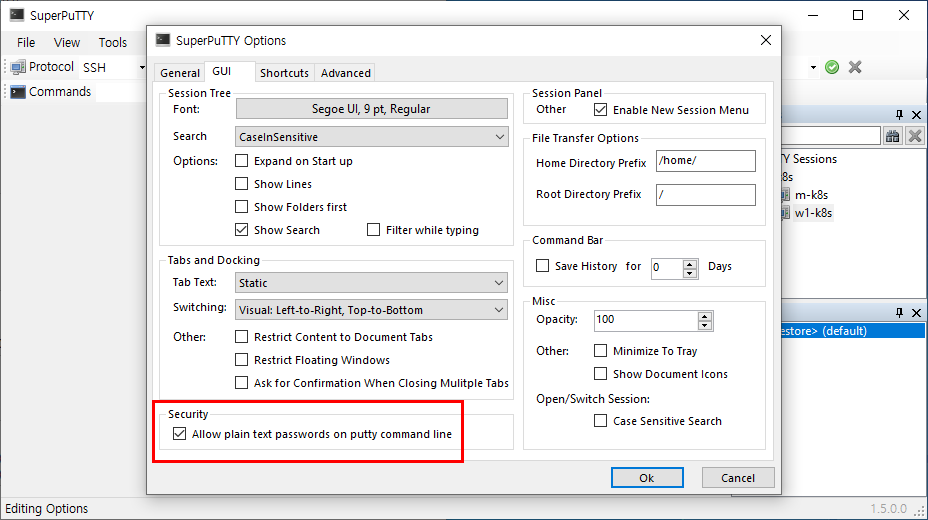 SuperPuTTY
File View Tools
Protocol SSH
Commands
SuperPuTTY Options
General GUI Shortcuts Advanced
Session Tree
Font: Segoe UI, 9 pt, Regular
Search CaseInSensitive
Options: Expand on Start up
Show Lines
Show Folders first
Show Search Filter while typing
Tabs and Docking
Tab Text: Static
Switching: Visual: Left-to-Right, Top-to-Bottom
Other: Restrict Content to Document Tabs
Restrict Floating Windows
Ask for Confirmation When Closing Mulitple Tabs
Security
Allow plain text passwords on putty command line
Session Panel
Other Enable New Session Menu
File Transfer Options
Home Directory Prefix /home/
Root Directory Prefix /
Command Bar
Save History for 0 Days
Misc
Opacity: 100
Other: Minimize To Tray
Show Document Icons
Open/Switch Session:
Case Sensitive Search
Ok Cancel
TY Sessions
8s
m-k8s
w1-k8s
estore> (default)
Editing Options 1.5.0.0